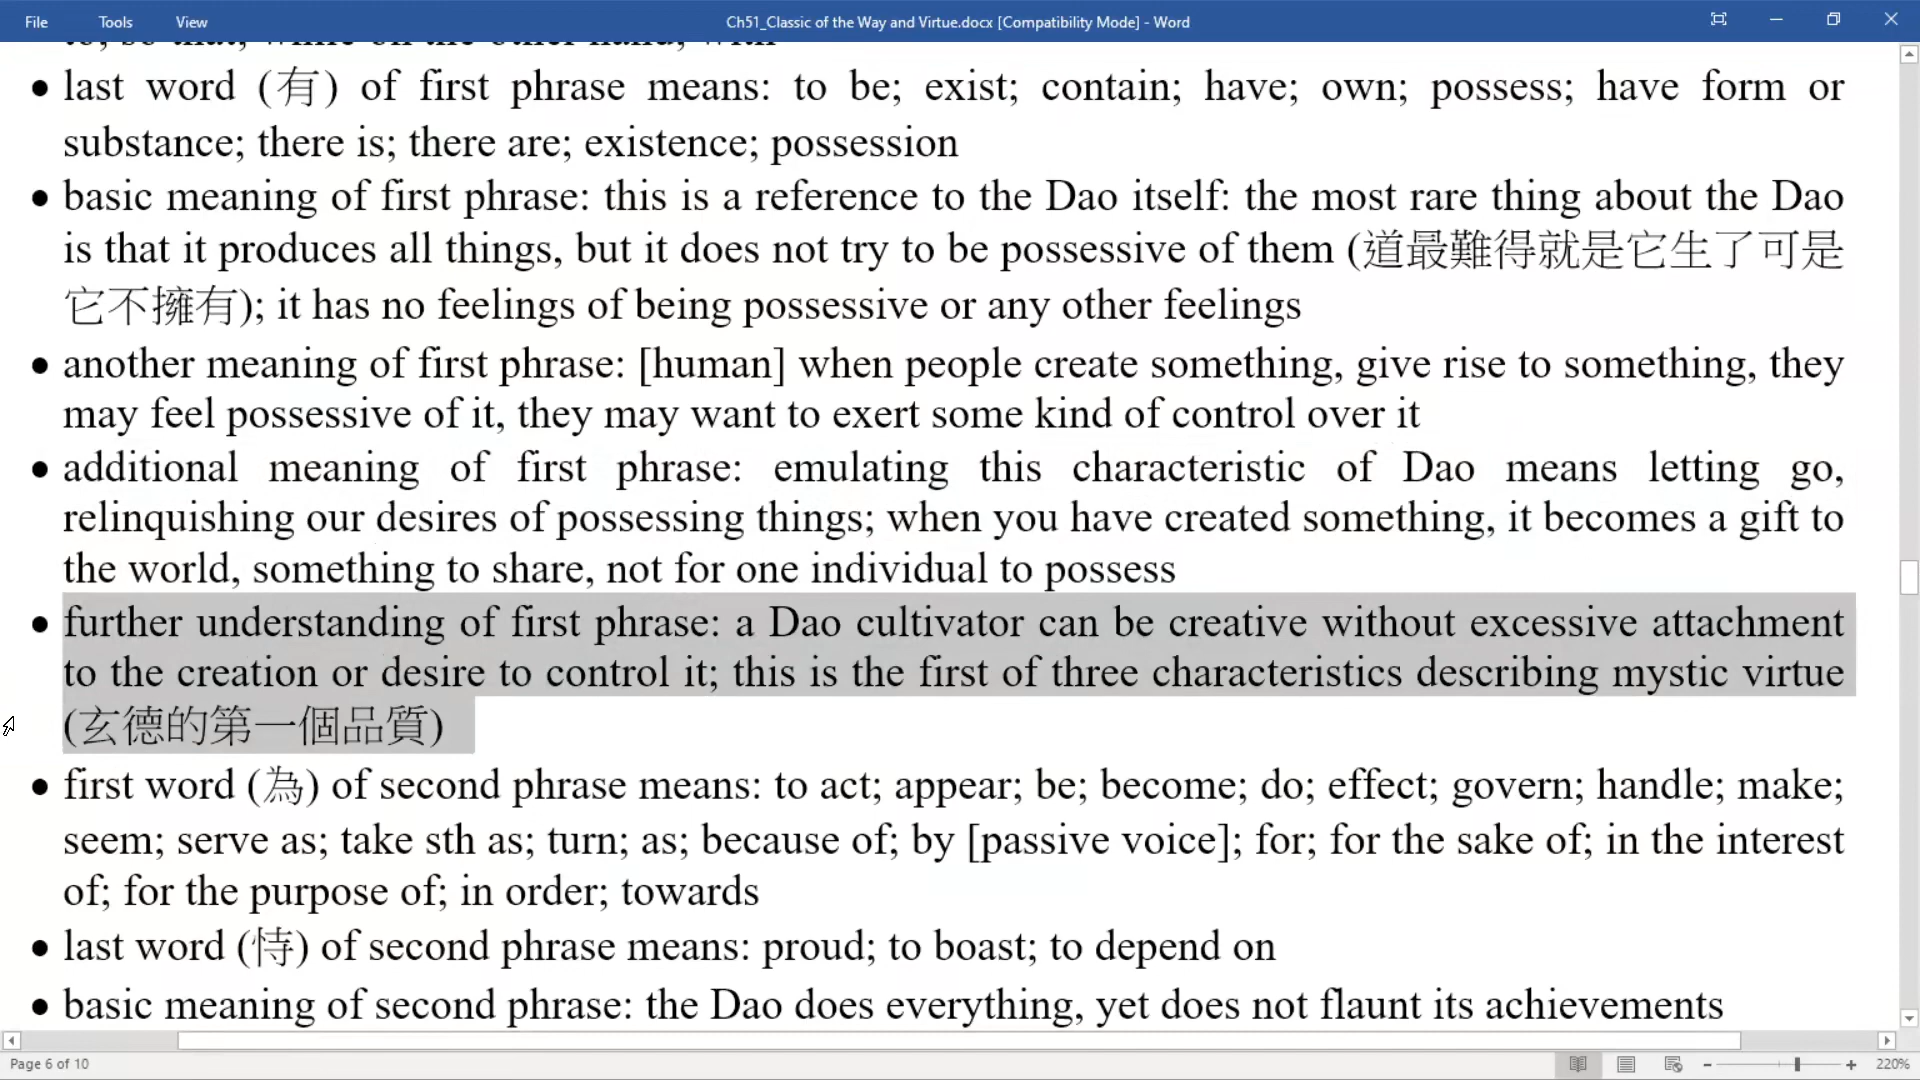 File Tools View Ch51_Classic of the Way and Virtue.docx [Compatibility Mode] - Word
to; so that; while on the other hand; with
● last word (有) of first phrase means: to be; exist; contain; have; own; possess; have form or
substance; there is; there are; existence; possession
● basic meaning of first phrase: this is a reference to the Dao itself: the most rare thing about the Dao
is that it produces all things, but it does not try to be possessive of them (道最難得就是它生了可是
它不擁有); it has no feelings of being possessive or any other feelings
● another meaning of first phrase: [human] when people create something, give rise to something, they
may feel possessive of it, they may want to exert some kind of control over it
● additional meaning of first phrase: emulating this characteristic of Dao means letting go,
relinquishing our desires of possessing things; when you have created something, it becomes a gift to
the world, something to share, not for one individual to possess
● further understanding of first phrase: a Dao cultivator can be creative without excessive attachment
to the creation or desire to control it; this is the first of three characteristics describing mystic virtue
(玄德的第一個品質)
● first word (為) of second phrase means: to act; appear; be; become; do; effect; govern; handle; make;
seem; serve as; take sth as; turn; as; because of; by [passive voice]; for; for the sake of; in the interest
of; for the purpose of; in order; towards
● last word (恃) of second phrase means: proud; to boast; to depend on
● basic meaning of second phrase: the Dao does everything, yet does not flaunt its achievements
Page 6 of 10 220%